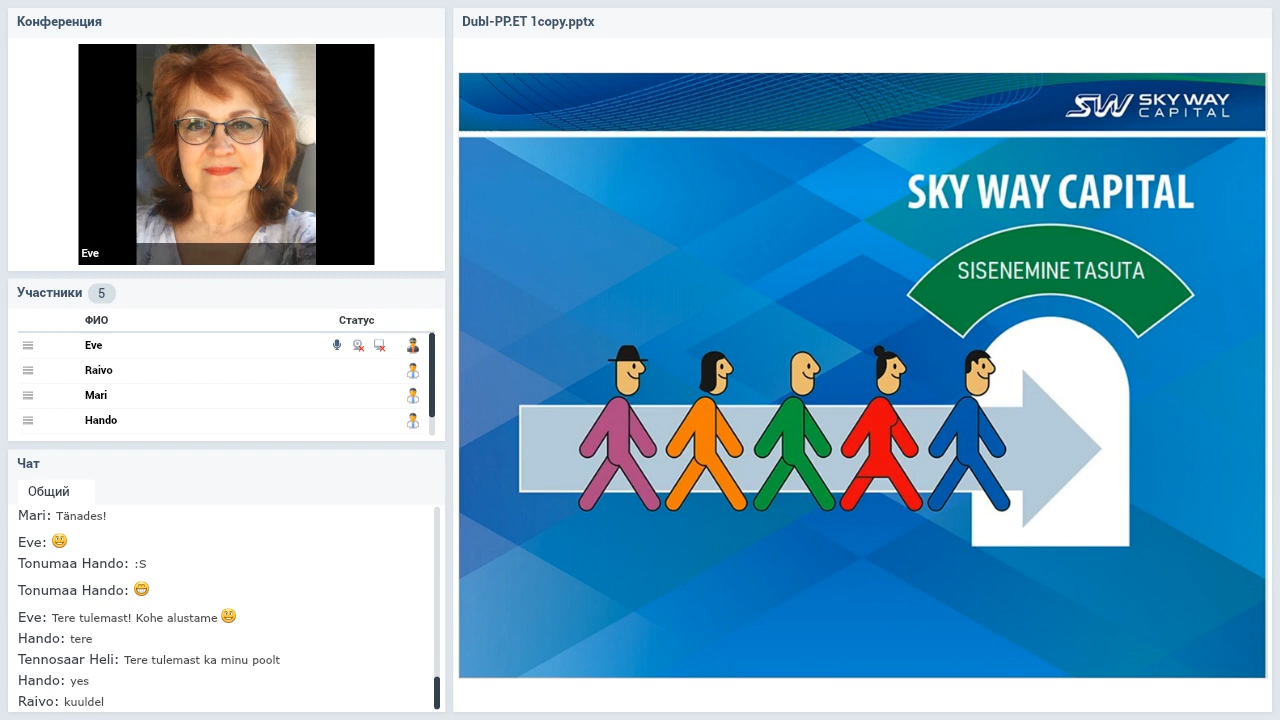 Конференция
Eve
Участники 5
ФИО Статус
Eve
Raivo
Mari
Hando
Чат
Общий
Mari: Tänades!
Eve:
Tonumaa Hando: :S
Tonumaa Hando:
Eve: Tere tulemast! Kohe alustame
Hando: tere
Tennosaar Heli: Tere tulemast ka minu poolt
Hando: yes
Raivo: kuuldel
Dubl-PP.ET 1copy.pptx
SW SKY WAY
CAPITAL
SKY WAY CAPITAL
SISENEMINE TASUTA